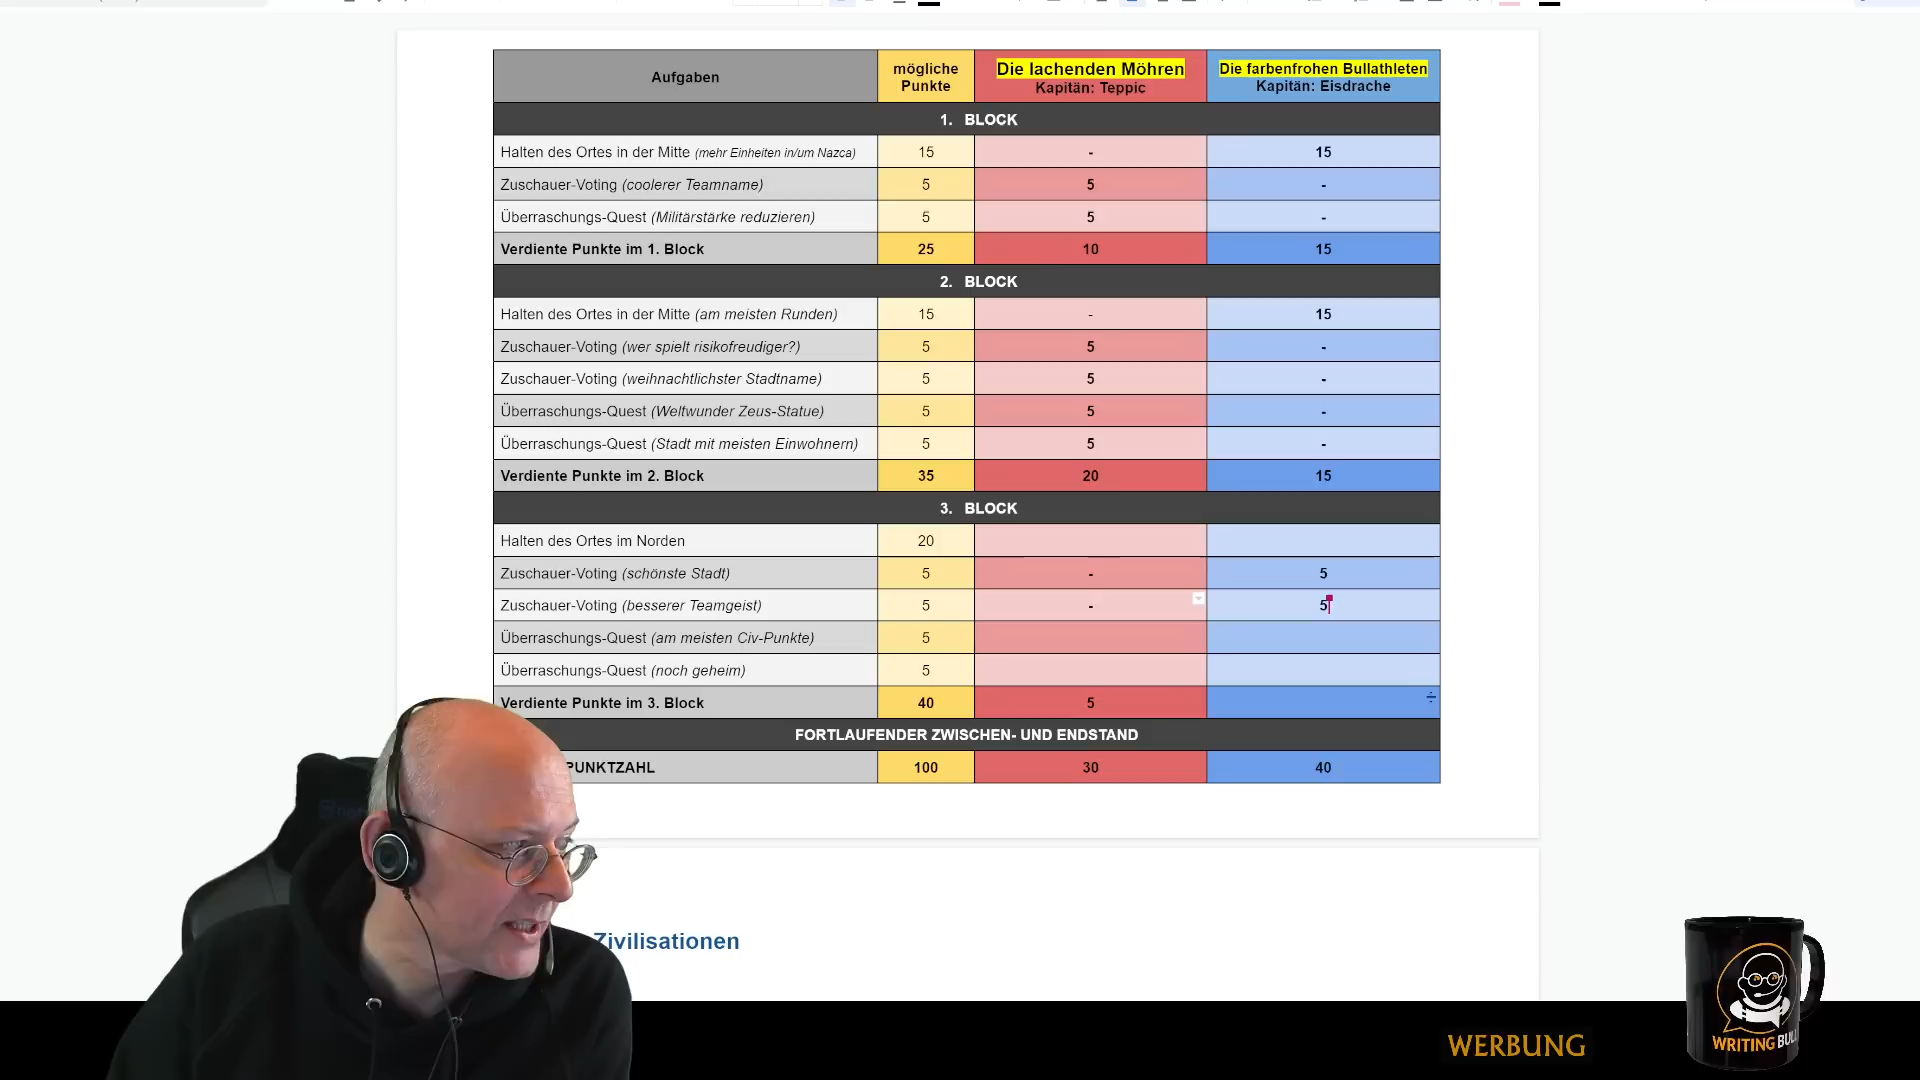 Aufgaben
mögliche Punkte
Die lachenden Möhren
Kapitän: Teppic
Die farbenfrohen Bullathleten
Kapitän: Eisdrache
1. BLOCK
Halten des Ortes in der Mitte (mehr Einheiten in/um Nazca) 15 - 15
Zuschauer-Voting (coolerer Teamname) 5 5 -
Überraschungs-Quest (Militärstärke reduzieren) 5 5 -
Verdiente Punkte im 1. Block 25 10 15
2. BLOCK
Halten des Ortes in der Mitte (am meisten Runden) 15 - 15
Zuschauer-Voting (wer spielt risikofreudiger?) 5 5 -
Zuschauer-Voting (weihnachtlichster Stadtname) 5 5 -
Überraschungs-Quest (Weltwunder Zeus-Statue) 5 5 -
Überraschungs-Quest (Stadt mit meisten Einwohnern) 5 5 -
Verdiente Punkte im 2. Block 35 20 15
3. BLOCK
Halten des Ortes im Norden 20
Zuschauer-Voting (schönste Stadt) 5 - 5
Zuschauer-Voting (besserer Teamgeist) 5 - 5
Überraschungs-Quest (am meisten Civ-Punkte) 5
Überraschungs-Quest (noch geheim) 5
Verdiente Punkte im 3. Block 40 5
FORTLAUFENDER ZWISCHEN- UND ENDSTAND
PUNKTZAHL 100 30 40
Zivilisationen
WERBUNG
WRITING BUL